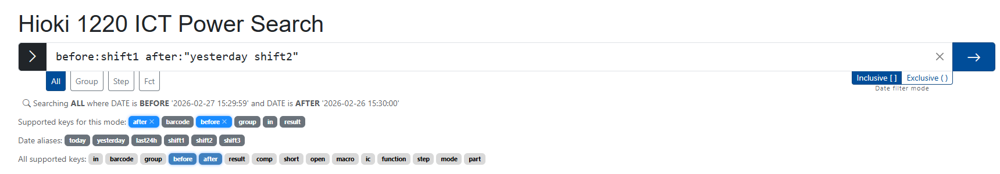 Hioki 1220 ICT Power Search
before:shift1 after:"yesterday shift2"
All Group Step Fct Inclusive [ ] Exclusive ( )
Date filter mode
Searching ALL where DATE is BEFORE '2026-02-27 15:29:59' and DATE is AFTER '2026-02-26 15:30:00'
Supported keys for this mode: after × barcode before × group in result
Date aliases: today yesterday last24h shift1 shift2 shift3
All supported keys: in barcode group before after result comp short open macro ic function step mode part